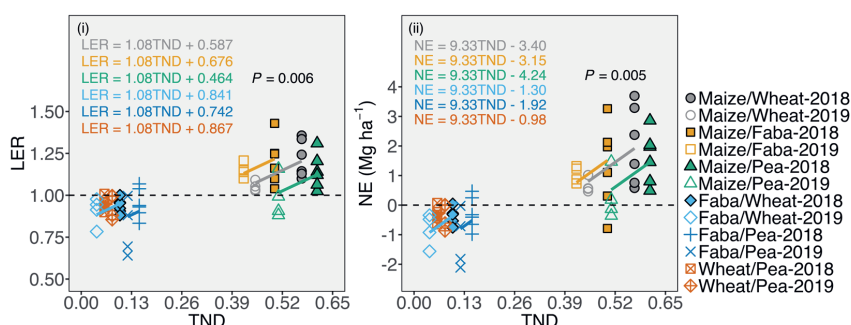 (i)
LER = 1.08TND + 0.587
LER = 1.08TND + 0.676
LER = 1.08TND + 0.464
LER = 1.08TND + 0.841
LER = 1.08TND + 0.742
LER = 1.08TND + 0.867
P = 0.006
LER
1.50
1.25
1.00
0.75
0.50
0.00 0.13 0.26 0.39 0.52 0.65
TND
(ii)
NE = 9.33TND - 3.40
NE = 9.33TND - 3.15
NE = 9.33TND - 4.24
NE = 9.33TND - 1.30
NE = 9.33TND - 1.92
NE = 9.33TND - 0.98
P = 0.005
NE (Mg ha⁻¹)
4
3
2
1
0
-1
-2
0.00 0.13 0.26 0.39 0.52 0.65
TND
Maize/Wheat-2018
Maize/Wheat-2019
Maize/Faba-2018
Maize/Faba-2019
Maize/Pea-2018
Maize/Pea-2019
Faba/Wheat-2018
Faba/Wheat-2019
Faba/Pea-2018
Faba/Pea-2019
Wheat/Pea-2018
Wheat/Pea-2019